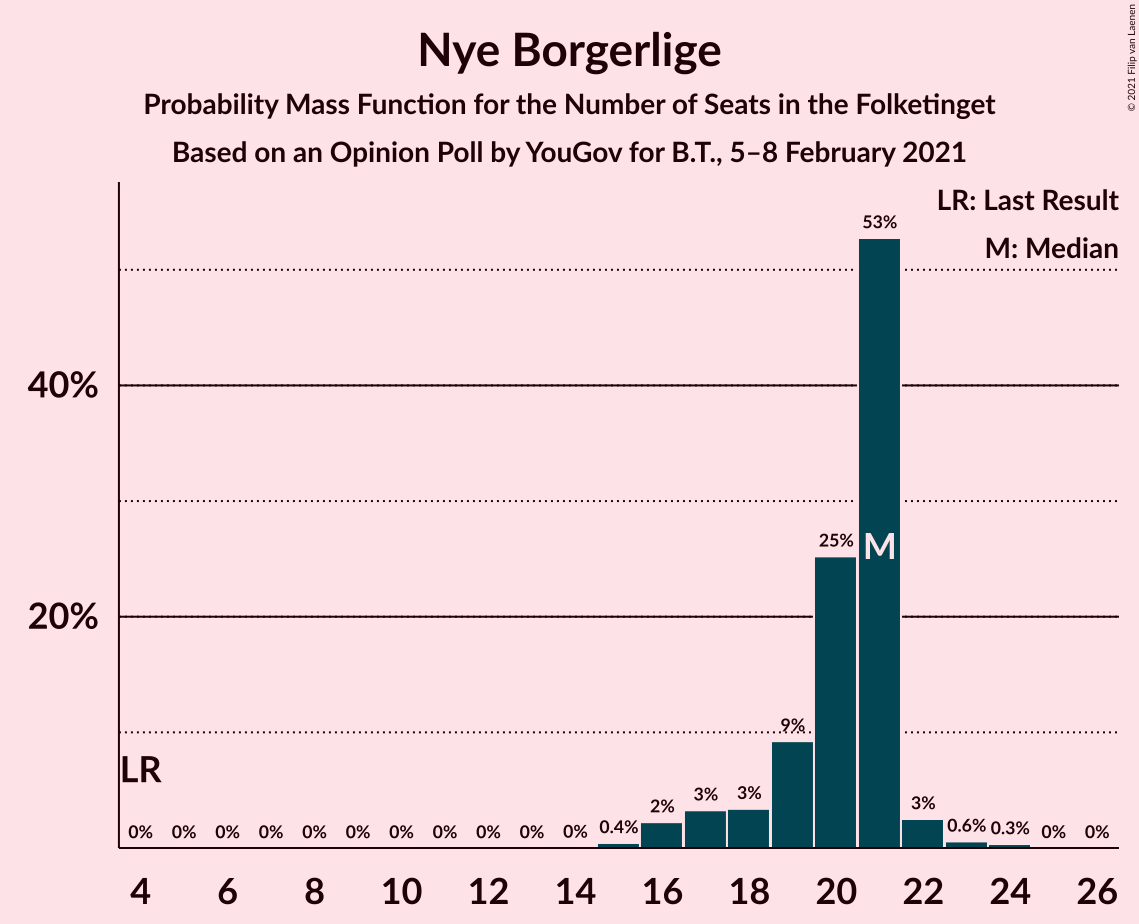 © 2021 Filip van Laenen
Nye Borgerlige
Probability Mass Function for the Number of Seats in the Folketinget
Based on an Opinion Poll by YouGov for B.T., 5–8 February 2021
LR: Last Result
M: Median
40%
20%
LR
M
0% 0% 0% 0% 0% 0% 0% 0% 0% 0% 0% 0.4% 2% 3% 3% 9% 25% 53% 3% 0.6% 0.3% 0% 0%
4 6 8 10 12 14 16 18 20 22 24 26